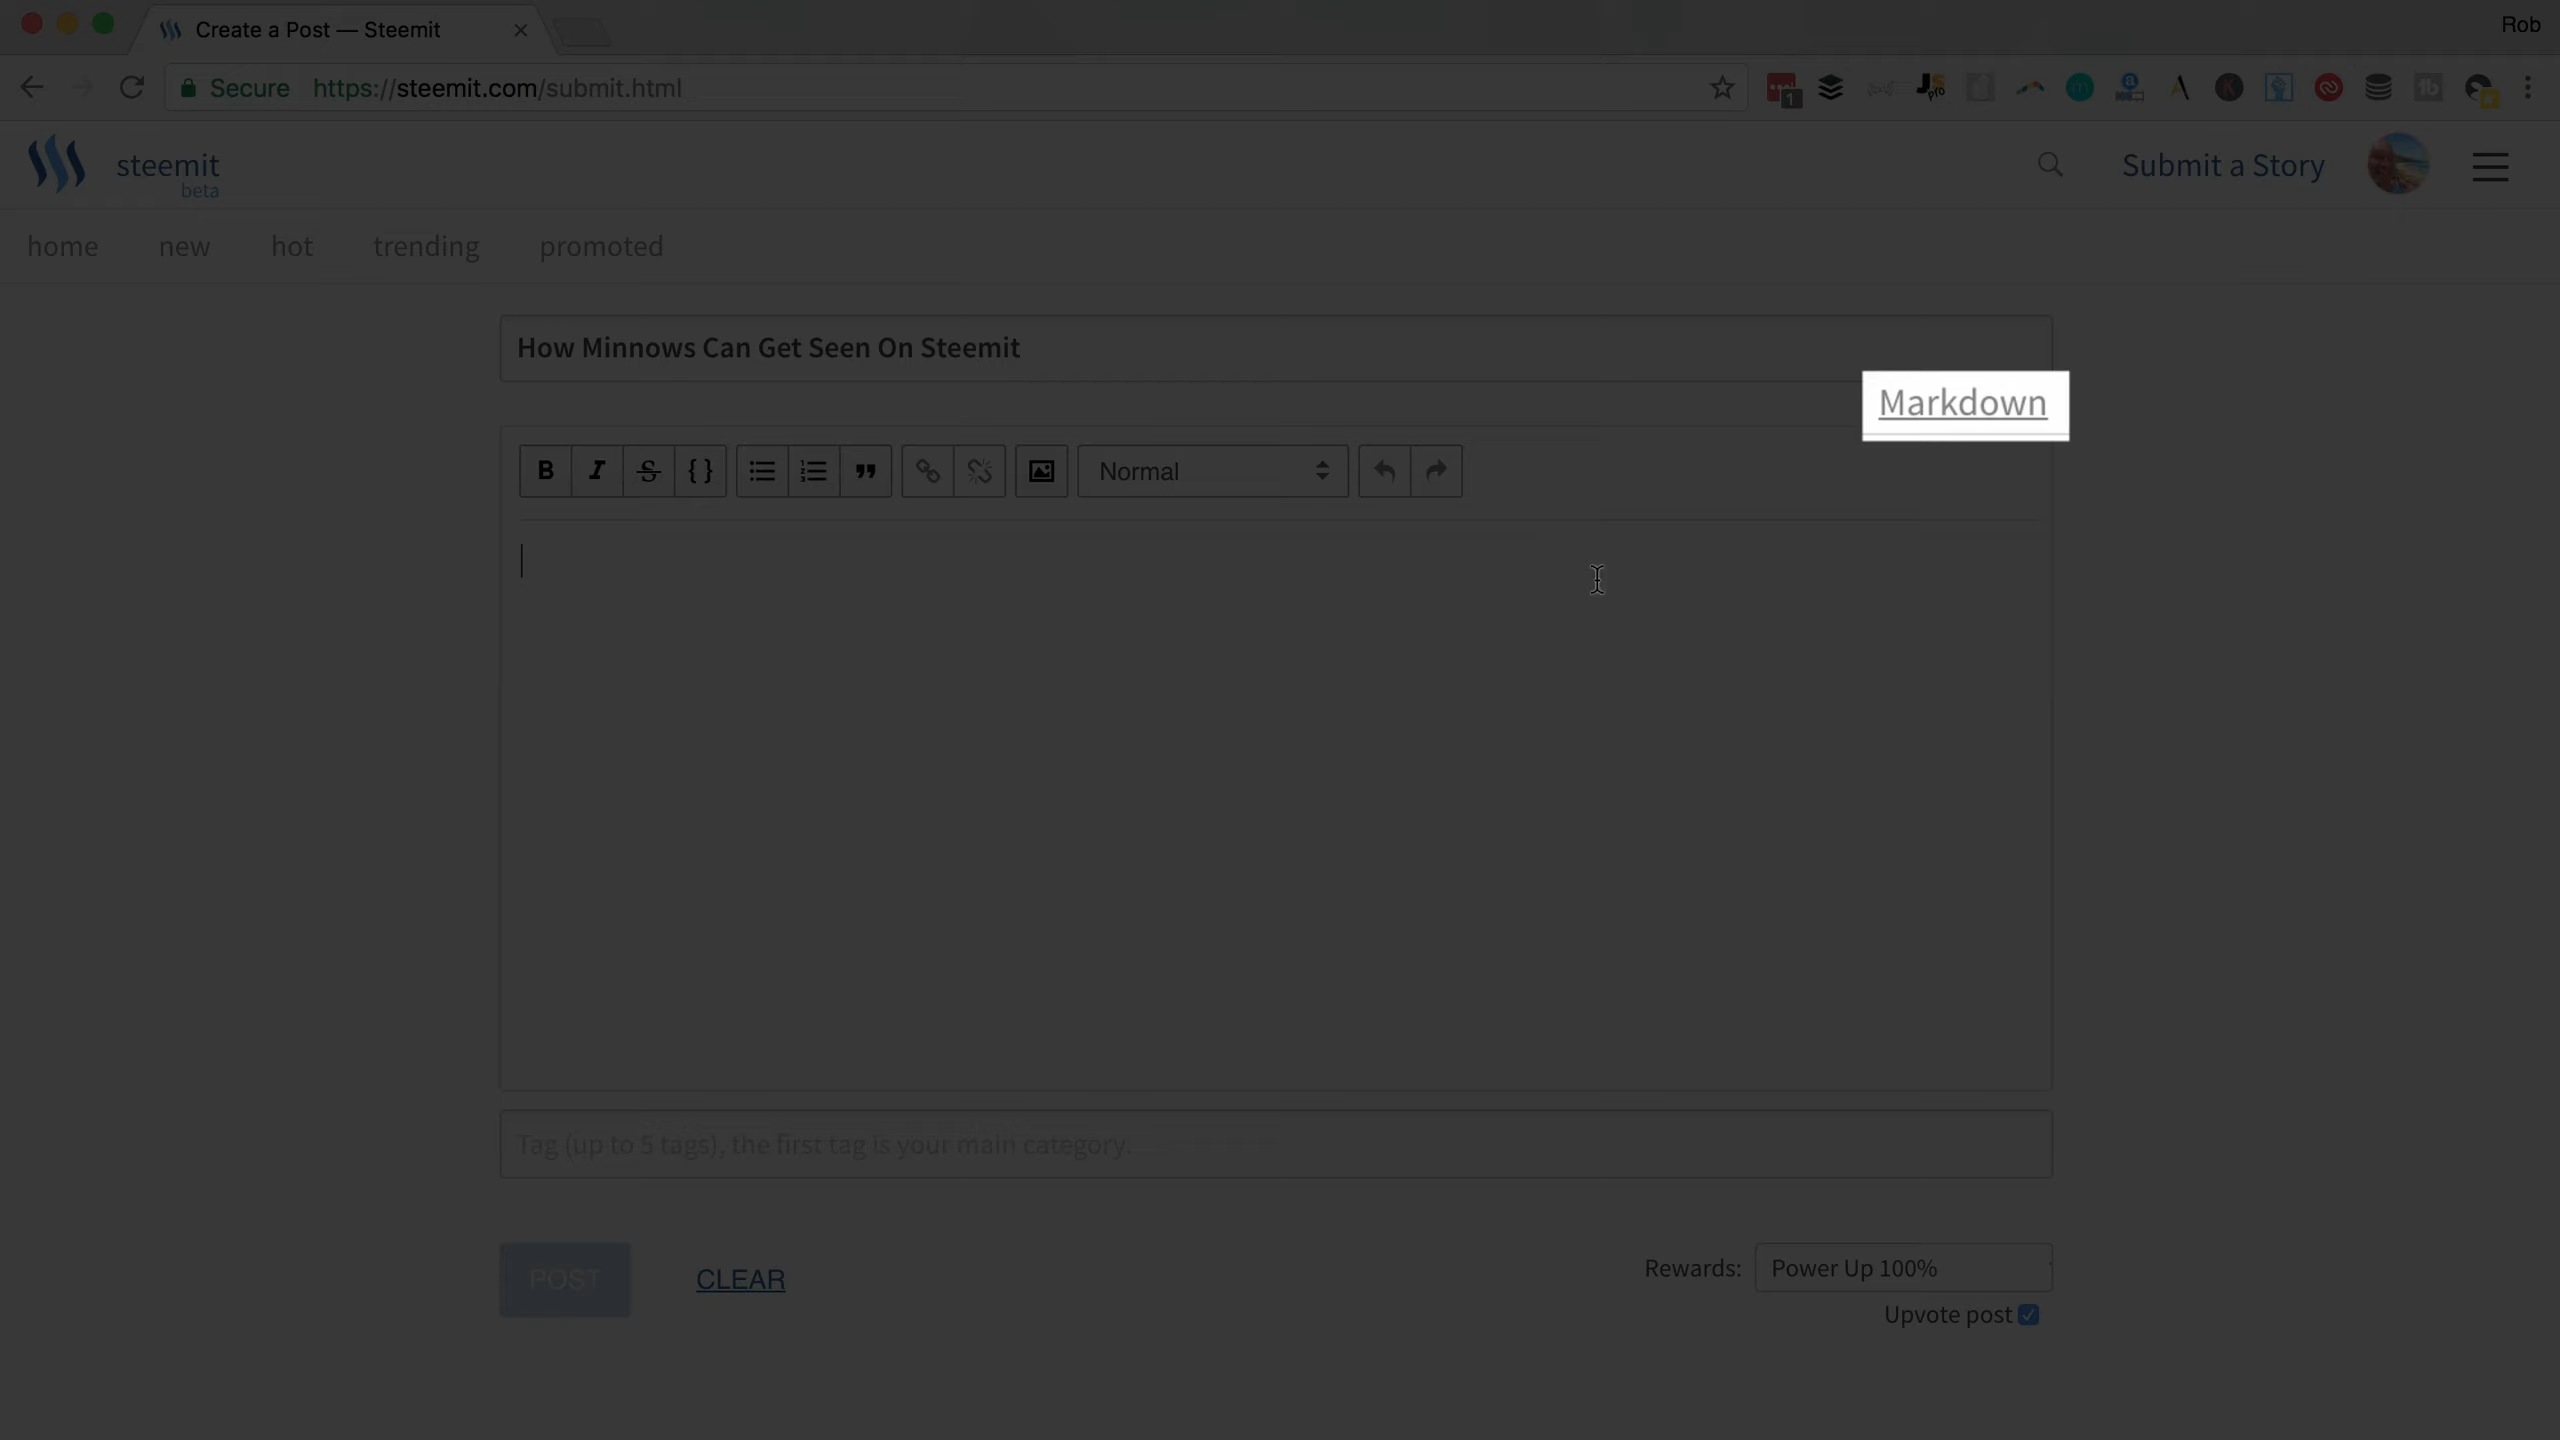 Create a Post — Steemit
Rob
Secure https://steemit.com/submit.html
1
steemit
beta
Submit a Story
home new hot trending promoted
How Minnows Can Get Seen On Steemit
Markdown
B I S { } Normal
Tag (up to 5 tags), the first tag is your main category.
POST CLEAR
Rewards: Power Up 100%
Upvote post